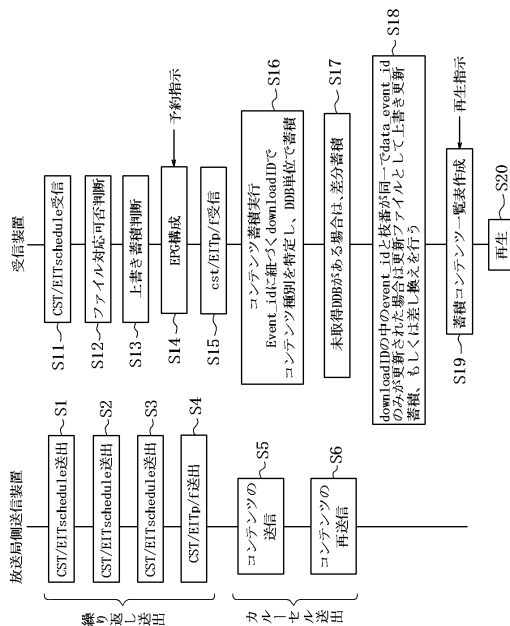 放送局側送信装置
受信装置
繰り返し送出
CST/EITschedule送出
S1
CST/EITschedule送出
S2
CST/EITschedule送出
S3
CST/EITp/f送出
S4
カルーセル送出
コンテンツの
送信
S5
コンテンツの
再送信
S6
CST/EITschedule受信
S11
ファイル対応可否判断
S12
上書き蓄積判断
S13
EPG構成
S14
予約指示
cst/EITp/f受信
S15
コンテンツ蓄積実行
Event_idに紐づくdownloadIDで
コンテンツ種別を特定し、DDB単位で蓄積
S16
未取得DDBがある場合は、差分蓄積
S17
downloadIDの中のevent_idと枝番が同一でdata_event_id
のみが更新された場合は更新ファイルとして上書き更新
蓄積、もしくは差し換えを行う
S18
蓄積コンテンツ一覧表作成
S19
再生指示
再生
S20